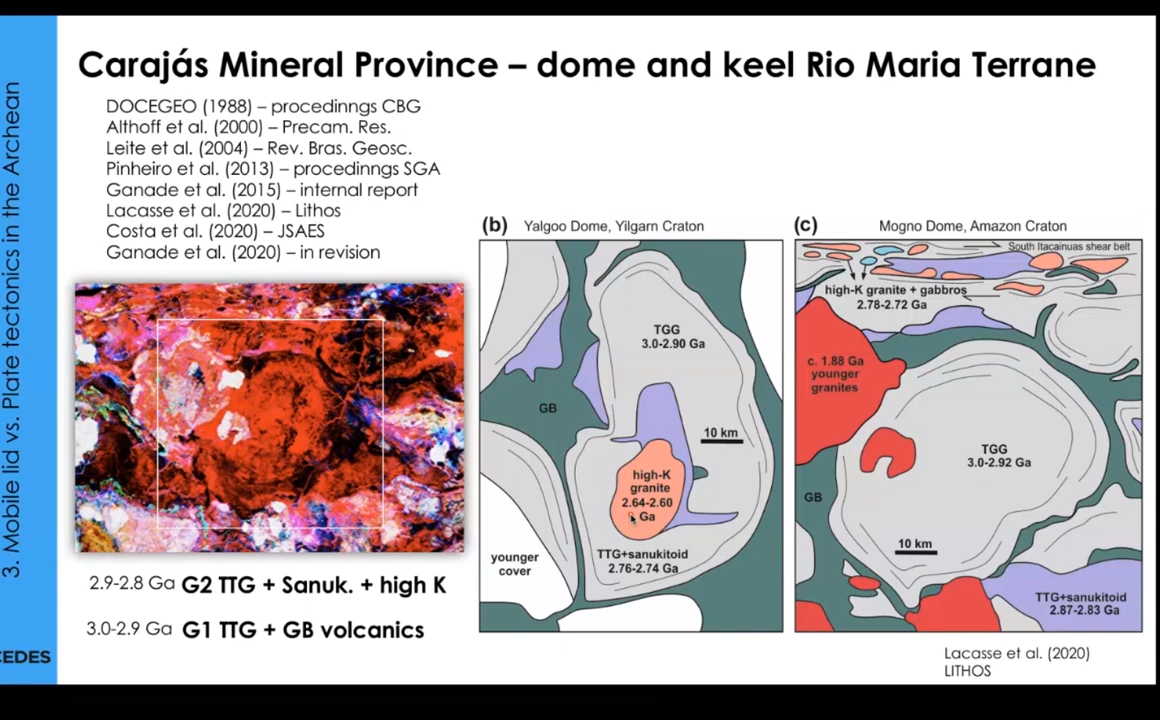 3. Mobile lid vs. Plate tectonics in the Archean
Carajás Mineral Province – dome and keel Rio Maria Terrane
DOCEGEO (1988) – procedinngs CBG
Althoff et al. (2000) – Precam. Res.
Leite et al. (2004) – Rev. Bras. Geosc.
Pinheiro et al. (2013) – procedinngs SGA
Ganade et al. (2015) – internal report
Lacasse et al. (2020) – Lithos
Costa et al. (2020) – JSAES
Ganade et al. (2020) – in revision
2.9-2.8 Ga G2 TTG + Sanuk. + high K
3.0-2.9 Ga G1 TTG + GB volcanics
(b) Yalgoo Dome, Yilgarn Craton
TGG
3.0-2.90 Ga
GB
10 km
high-K
granite
2.64-2.60
Ga
TTG+sanukitoid
2.76-2.74 Ga
younger
cover
(c) Mogno Dome, Amazon Craton
South Itacainuas shear belt
high-K granite + gabbros
2.78-2.72 Ga
c. 1.88 Ga
younger
granites
TGG
3.0-2.92 Ga
GB
10 km
TTG+sanukitoid
2.87-2.83 Ga
Lacasse et al. (2020)
LITHOS
CEDES